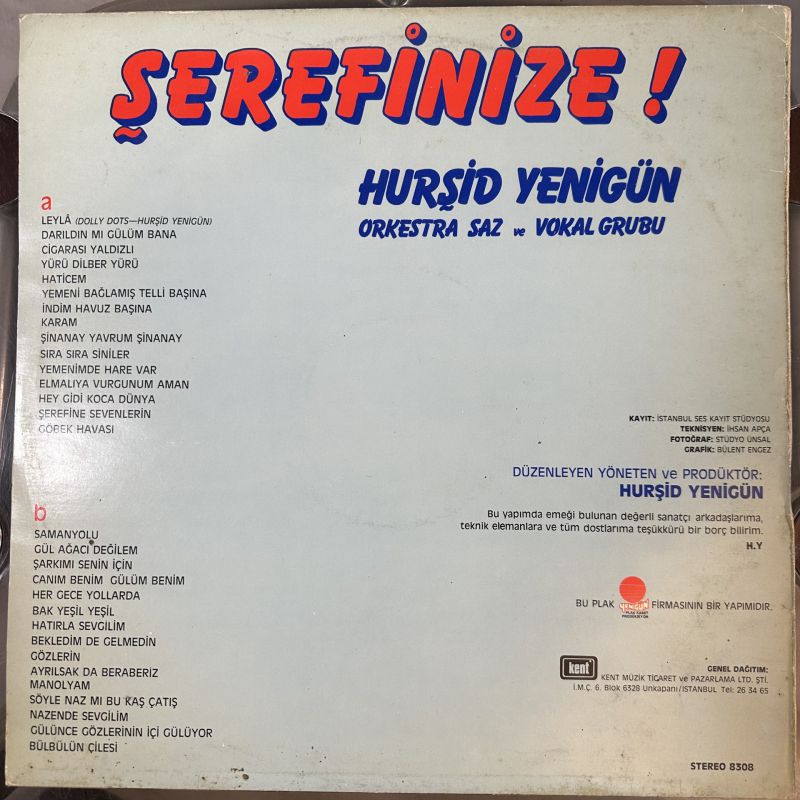 ŞEREFİNİZE !
HURŞİD YENİGÜN
ORKESTRA SAZ ve VOKAL GRUBU
a
LEYLÂ (DOLLY DOTS—HURŞİD YENİGÜN)
DARILDIN MI GÜLÜM BANA
CİGARASI YALDIZLI
YÜRÜ DİLBER YÜRÜ
HATİCEM
YEMENİ BAĞLAMIŞ TELLİ BAŞINA
İNDİM HAVUZ BAŞINA
KARAM
ŞİNANAY YAVRUM ŞİNANAY
SIRA SIRA SİNİLER
YEMENİMDE HARE VAR
ELMALIYA VURGUNUM AMAN
HEY GİDİ KOCA DÜNYA
ŞEREFİNE SEVENLERİN
GÖBEK HAVASI
b
SAMANYOLU
GÜL AĞACI DEĞİLEM
ŞARKIMI SENİN İÇİN
CANIM BENİM GÜLÜM BENİM
HER GECE YOLLARDA
BAK YEŞİL YEŞİL
HATIRLA SEVGİLİM
BEKLEDİM DE GELMEDİN
GÖZLERİN
AYRILSAK DA BERABERİZ
MANOLYAM
SÖYLE NAZ MI BU KAŞ ÇATIŞ
NAZENDE SEVGİLİM
GÜLÜNCE GÖZLERİNİN İÇİ GÜLÜYOR
BÜLBÜLÜN ÇİLESİ
KAYIT: İSTANBUL SES KAYIT STÜDYOSU
TEKNİSYEN: İHSAN APÇA
FOTOĞRAF: STÜDYO ÜNSAL
GRAFİK: BÜLENT ENGEZ
DÜZENLEYEN YÖNETEN ve PRODÜKTÖR:
HURŞİD YENİGÜN
Bu yapımda emeği bulunan değerli sanatçı arkadaşlarıma,
teknik elemanlara ve tüm dostlarıma teşükkürü bir borç bilirim.
H.Y
BU PLAK YENİGÜN FİRMASININ BİR YAPIMIDIR.
PLAK KASET
PRODÜKSİYON
GENEL DAĞITIM:
kent KENT MÜZİK TİCARET ve PAZARLAMA LTD. ŞTİ.
İ.M.Ç. 6. Blok 6328 Unkapanı/İSTANBUL Tel: 26 34 65
STEREO 8308